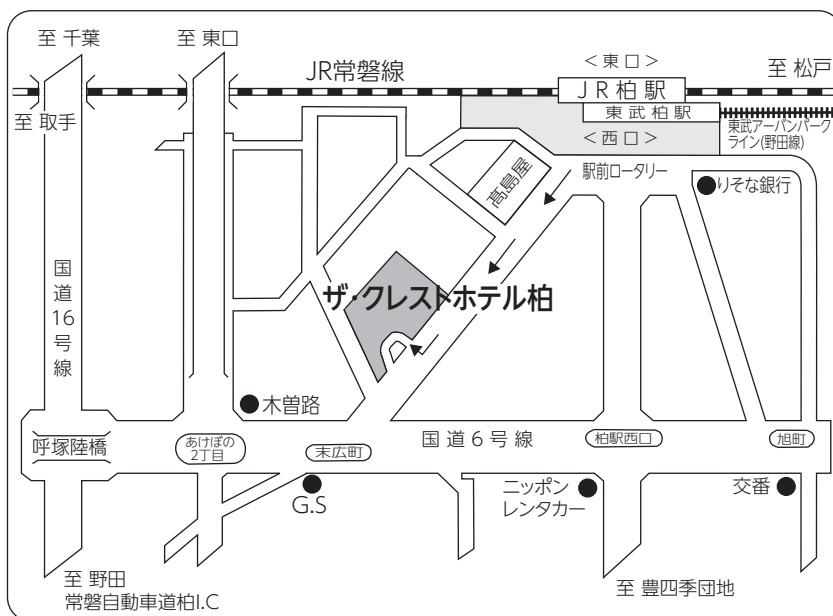 至 千葉
至 東口
JR常磐線
<東口>
JR柏駅
至 松戸
至 取手
東武柏駅
東武アーバンパーク
ライン(野田線)
<西口>
駅前ロータリー
髙島屋
りそな銀行
国道16号線
ザ・クレストホテル柏
木曽路
呼塚陸橋
あけぼの
2丁目
末広町
国道6号線
柏駅西口
旭町
G.S
ニッポン
レンタカー
交番
至 野田
常磐自動車道柏I.C
至 豊四季団地